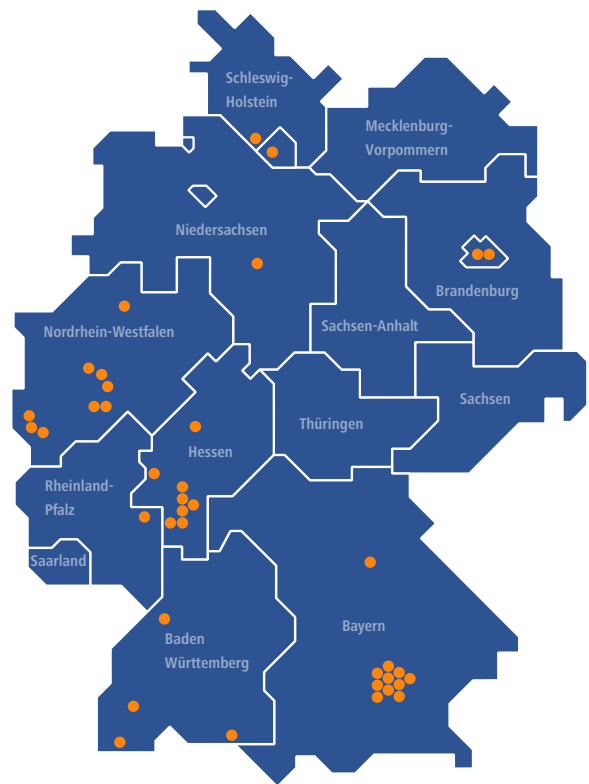 Schleswig-
Holstein
Mecklenburg-
Vorpommern
Niedersachsen
Brandenburg
Nordrhein-Westfalen
Sachsen-Anhalt
Sachsen
Thüringen
Hessen
Rheinland-
Pfalz
Saarland
Bayern
Baden
Württemberg